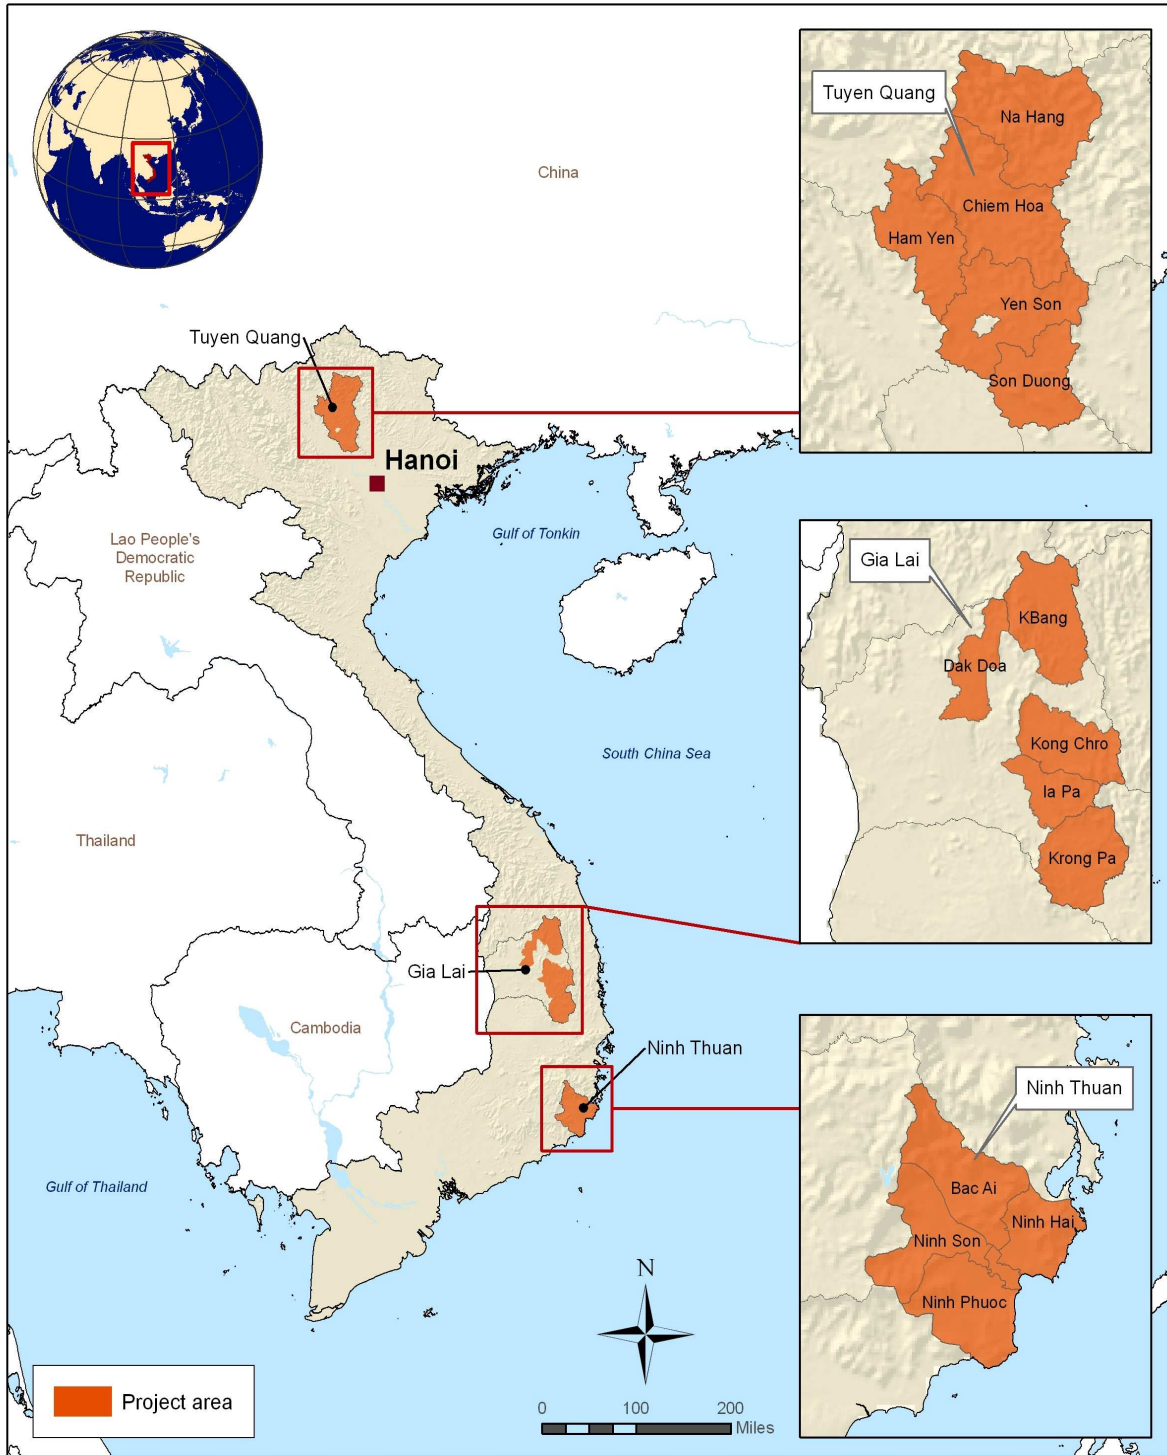 China
Tuyen Quang
Hanoi
Lao People's
Democratic
Republic
Gulf of Tonkin
South China Sea
Thailand
Gia Lai
Cambodia
Ninh Thuan
Gulf of Thailand
N
0 100 200
Miles
Project area
Tuyen Quang
Na Hang
Chiem Hoa
Ham Yen
Yen Son
Son Duong
Gia Lai
KBang
Dak Doa
Kong Chro
Ia Pa
Krong Pa
Ninh Thuan
Bac Ai
Ninh Hai
Ninh Son
Ninh Phuoc